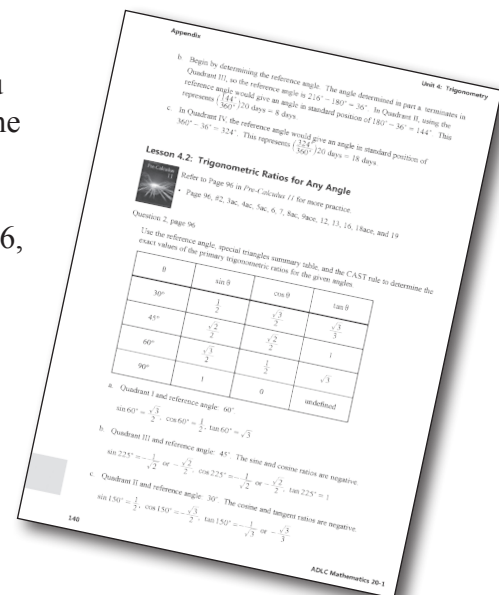 Appendix
Unit 4: Trigonometry
b. Begin by determining the reference angle. The angle determined in part a terminates in
Quadrant III, so the reference angle is 216° − 180° = 36°. In Quadrant II, using the
reference angle would give an angle in standard position of 180° − 36° = 144°. This
represents (144°/360°)20 days = 8 days.
c. In Quadrant IV, the reference angle would give an angle in standard position of
360° − 36° = 324°. This represents (324°/360°)20 days = 18 days.
Lesson 4.2: Trigonometric Ratios for Any Angle
Pre-Calculus
11
Refer to Page 96 in Pre-Calculus 11 for more practice.
• Page 96, #2, 3ac, 4ac, 5ac, 6, 7, 8ac, 9ace, 12, 13, 16, 18ace, and 19
6,
Question 2, page 96
Use the reference angle, special triangles summary table, and the CAST rule to determine the
exact values of the primary trigonometric ratios for the given angles.
θ sin θ cos θ tan θ
30° 1/2 √3/2 √3/3
45° √2/2 √2/2 1
60° √3/2 1/2 √3
90° 1 0 undefined
a. Quadrant I and reference angle 60°
sin 60° = √3/2, cos 60° = 1/2, tan 60° = √3
b. Quadrant III and reference angle 45° The sine and cosine ratios are negative.
sin 225° = −1/√2 or −√2/2, cos 225° = −1/√2 or −√2/2, tan 225° = 1
c. Quadrant II and reference angle 30° The cosine and tangent ratios are negative.
sin 150° = 1/2, cos 150° = −√3/2, tan 150° = −1/√3 or −√3/3
140
ADLC Mathematics 20-1